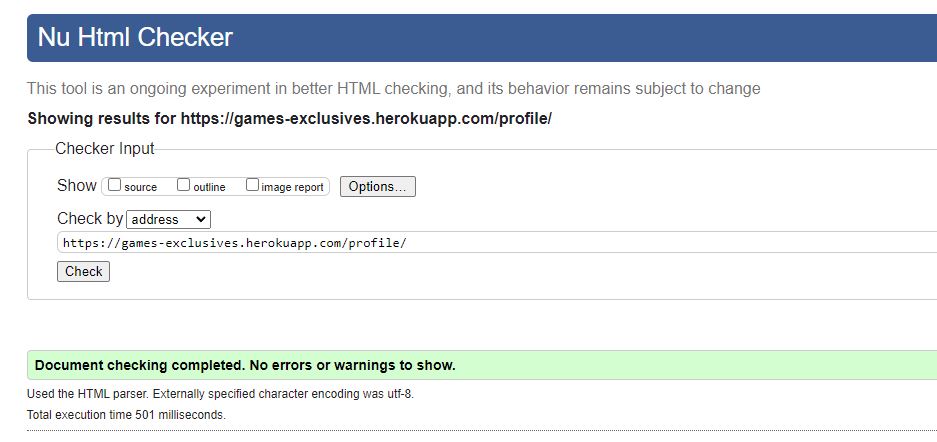 Nu Html Checker
This tool is an ongoing experiment in better HTML checking, and its behavior remains subject to change
Showing results for https://games-exclusives.herokuapp.com/profile/
Checker Input
Show source outline image report Options...
Check by address
https://games-exclusives.herokuapp.com/profile/
Check
Document checking completed. No errors or warnings to show.
Used the HTML parser. Externally specified character encoding was utf-8.
Total execution time 501 milliseconds.